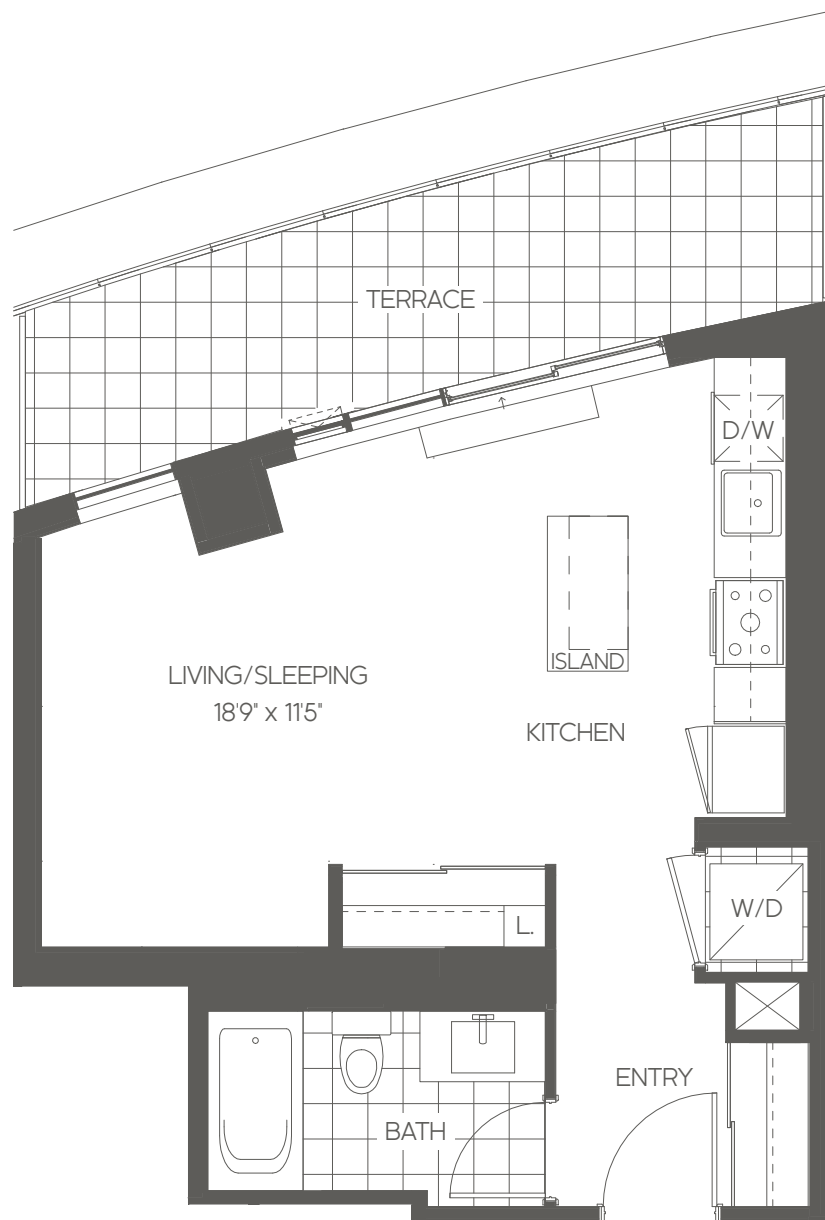 TERRACE
D/W
ISLAND
LIVING/SLEEPING
18'9" x 11'5"
KITCHEN
W/D
L.
ENTRY
BATH